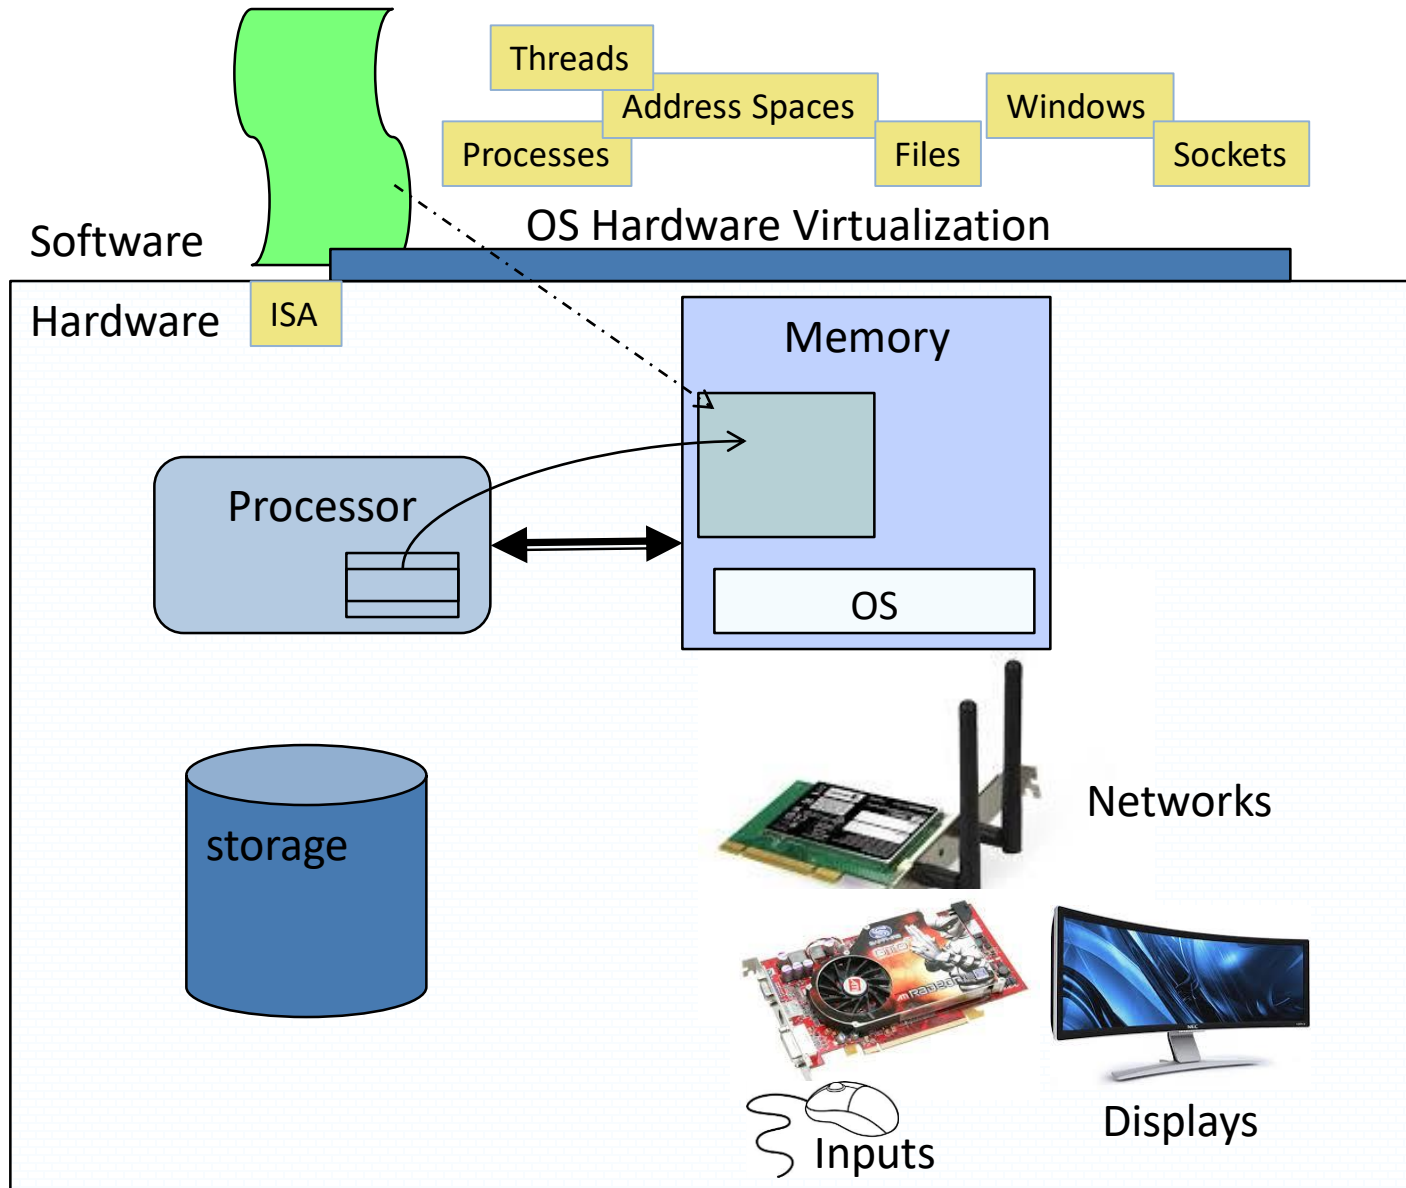 Threads
Address Spaces
Windows
Processes
Files
Sockets
Software
OS Hardware Virtualization
Hardware
ISA
Memory
Processor
OS
Networks
storage
RADEON
Displays
Inputs